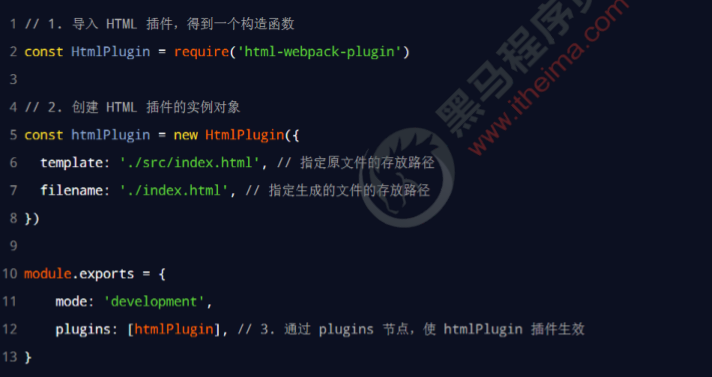 1 // 1. 导入 HTML 插件，得到一个构造函数
2 const HtmlPlugin = require('html-webpack-plugin')
3
4 // 2. 创建 HTML 插件的实例对象
5 const htmlPlugin = new HtmlPlugin({
6   template: './src/index.html', // 指定原文件的存放路径
7   filename: './index.html', // 指定生成的文件的存放路径
8 })
9
10 module.exports = {
11     mode: 'development',
12     plugins: [htmlPlugin], // 3. 通过 plugins 节点，使 htmlPlugin 插件生效
13 }
黑马程序员
www.itheima.com